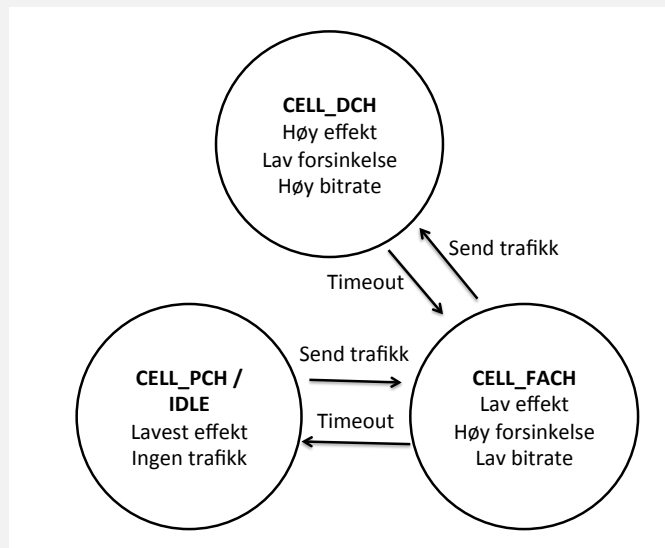 CELL_DCH
Høy effekt
Lav forsinkelse
Høy bitrate
Send trafikk
Timeout
Send trafikk
Timeout
CELL_PCH /
IDLE
Lavest effekt
Ingen trafikk
CELL_FACH
Lav effekt
Høy forsinkelse
Lav bitrate